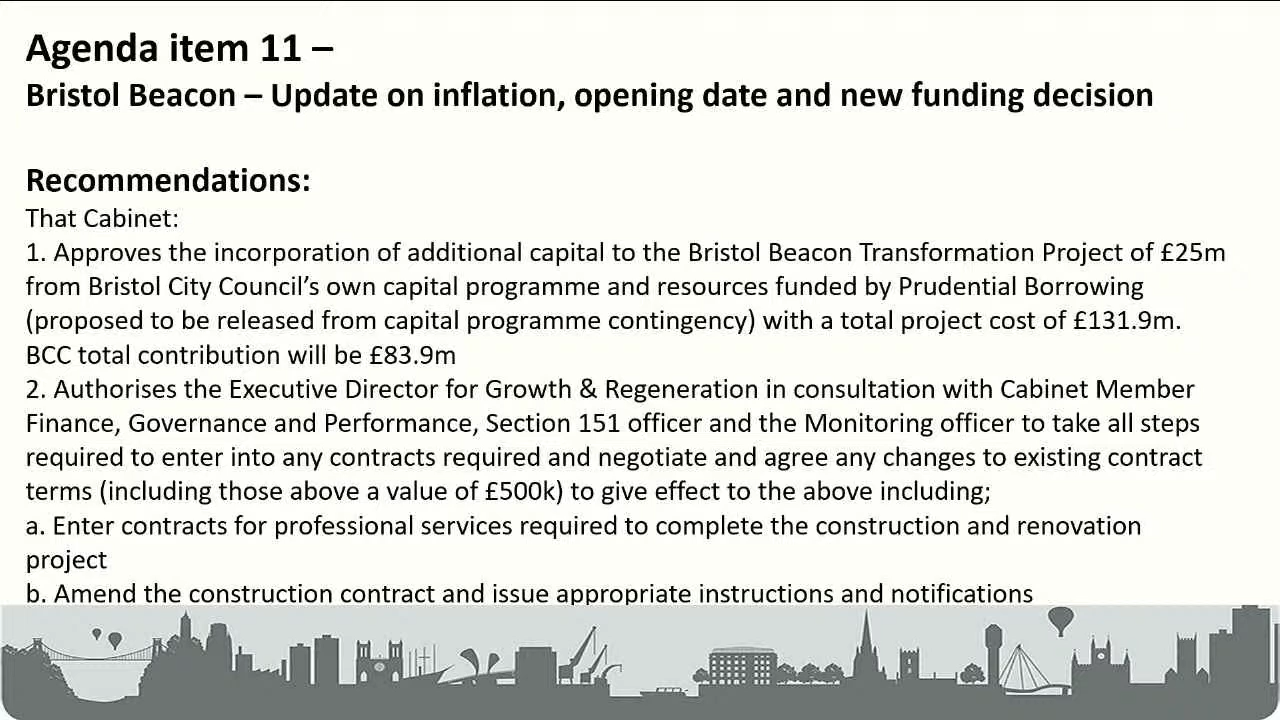 Agenda item 11 –
Bristol Beacon – Update on inflation, opening date and new funding decision
Recommendations:
That Cabinet:
1. Approves the incorporation of additional capital to the Bristol Beacon Transformation Project of £25m
from Bristol City Council’s own capital programme and resources funded by Prudential Borrowing
(proposed to be released from capital programme contingency) with a total project cost of £131.9m.
BCC total contribution will be £83.9m
2. Authorises the Executive Director for Growth & Regeneration in consultation with Cabinet Member
Finance, Governance and Performance, Section 151 officer and the Monitoring officer to take all steps
required to enter into any contracts required and negotiate and agree any changes to existing contract
terms (including those above a value of £500k) to give effect to the above including;
a. Enter contracts for professional services required to complete the construction and renovation
project
b. Amend the construction contract and issue appropriate instructions and notifications